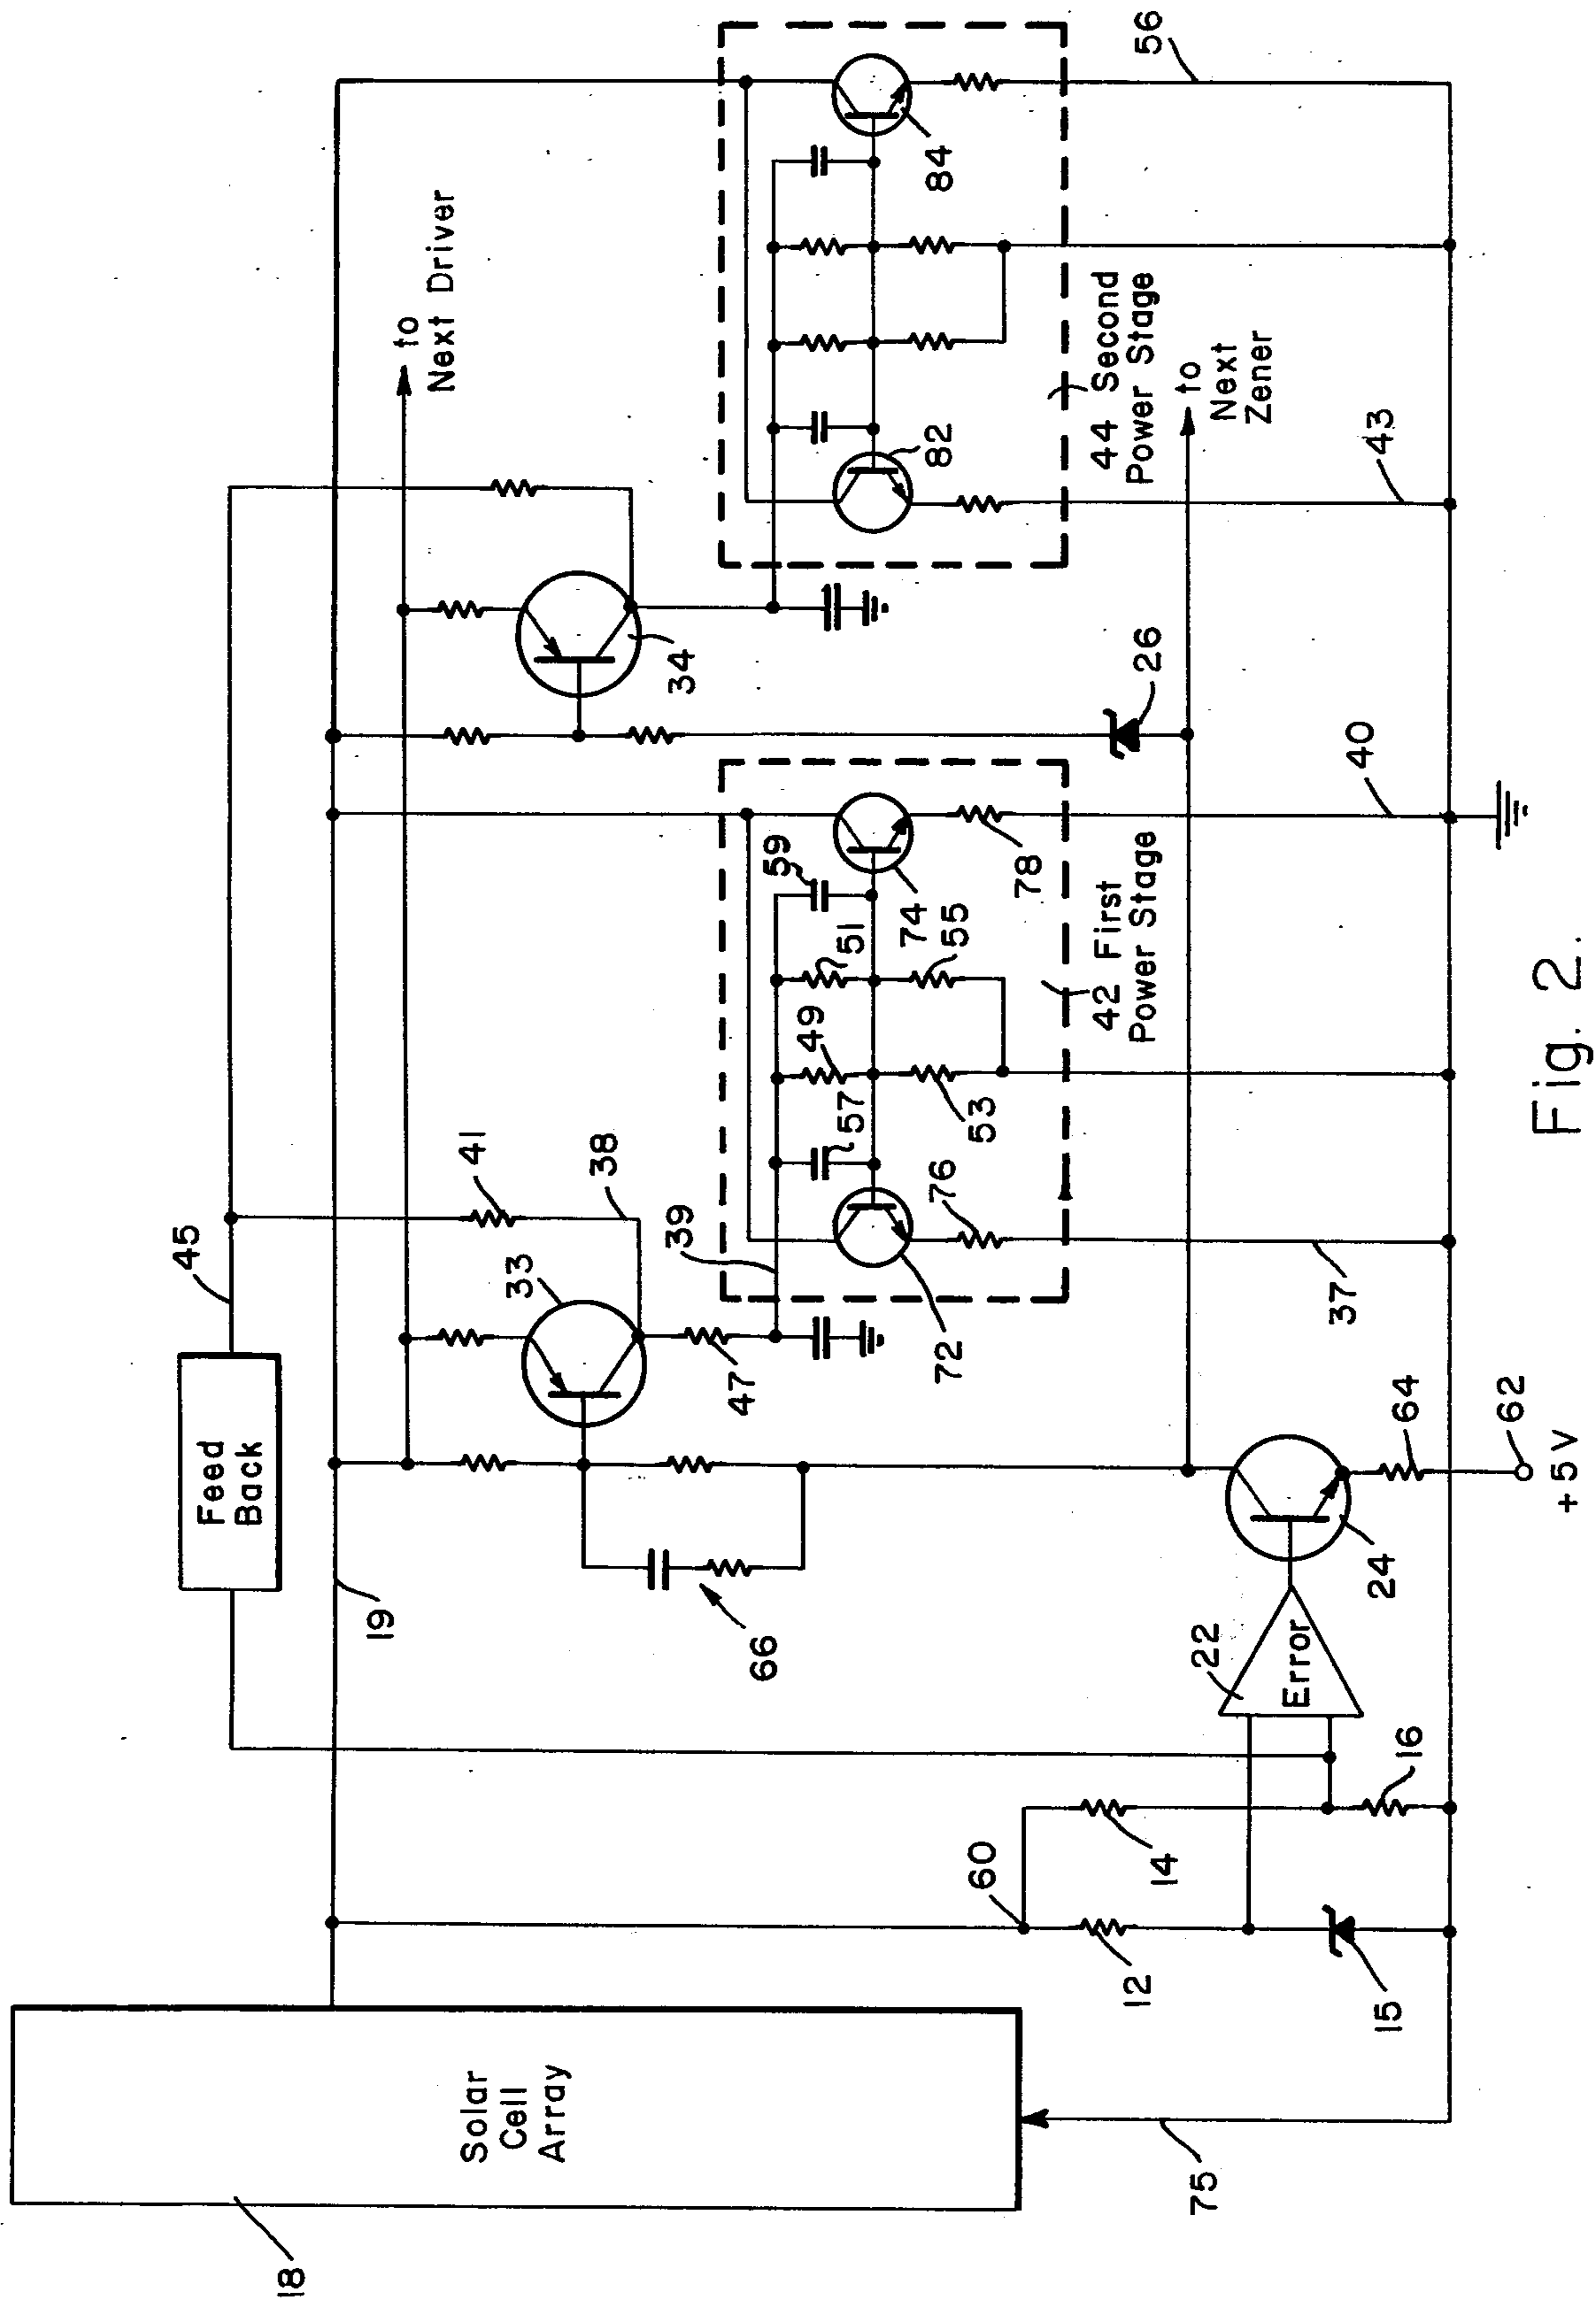 18
Solar
Cell
Array
75
19
Feed
Back
45
41
38
33
47
39
66
60
12
14
15
16
22
Error
24
64
62
+5V
to
Next Driver
34
26
to
Next
Zener
57
49
51
59
72
76
53
55
74
78
42 First
Power Stage
37
40
82
84
44 Second
Power Stage
43
56
Fig. 2.